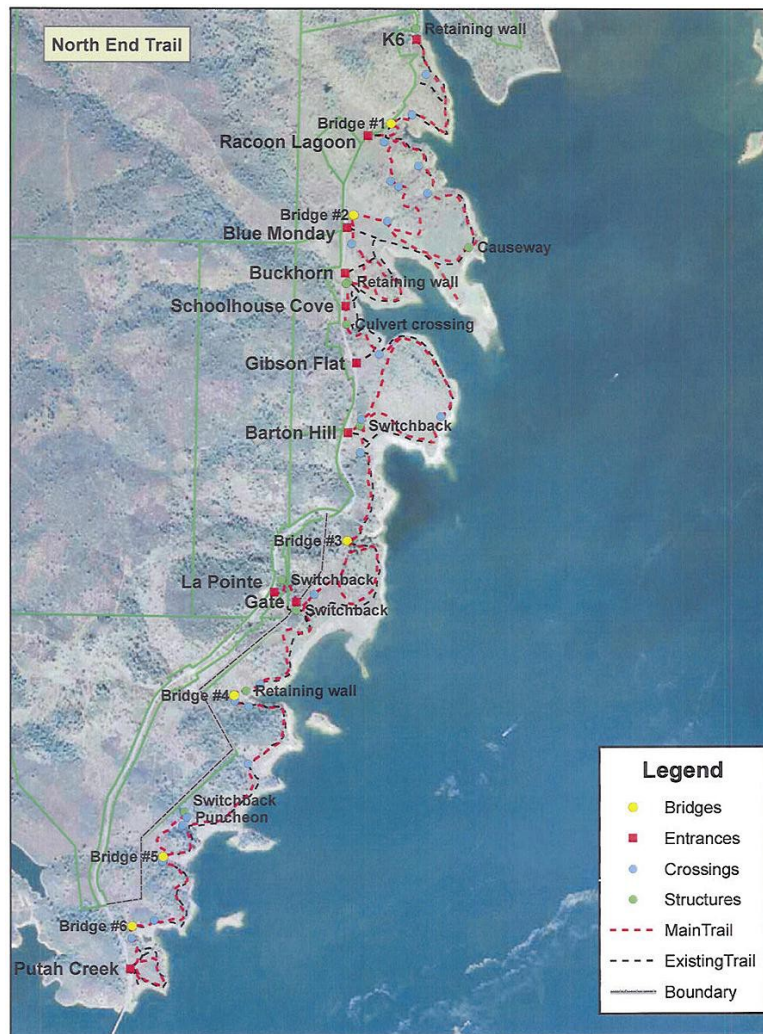 North End Trail
Retaining wall
K6
Bridge #1
Racoon Lagoon
Bridge #2
Blue Monday
Causeway
Buckhorn
Retaining wall
Schoolhouse Cove
Culvert crossing
Gibson Flat
Switchback
Barton Hill
Bridge #3
La Pointe
Switchback
Gate
Switchback
Retaining wall
Bridge #4
Switchback
Puncheon
Bridge #5
Bridge #6
Putah Creek
Legend
Bridges
Entrances
Crossings
Structures
MainTrail
ExistingTrail
Boundary